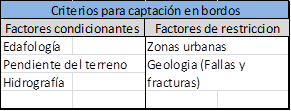 Criterios para captación en bordos
Factores condicionantes Factores de restriccion
Edafología Zonas urbanas
Pendiente del terreno Geologia (Fallas y
Hidrografía fracturas)